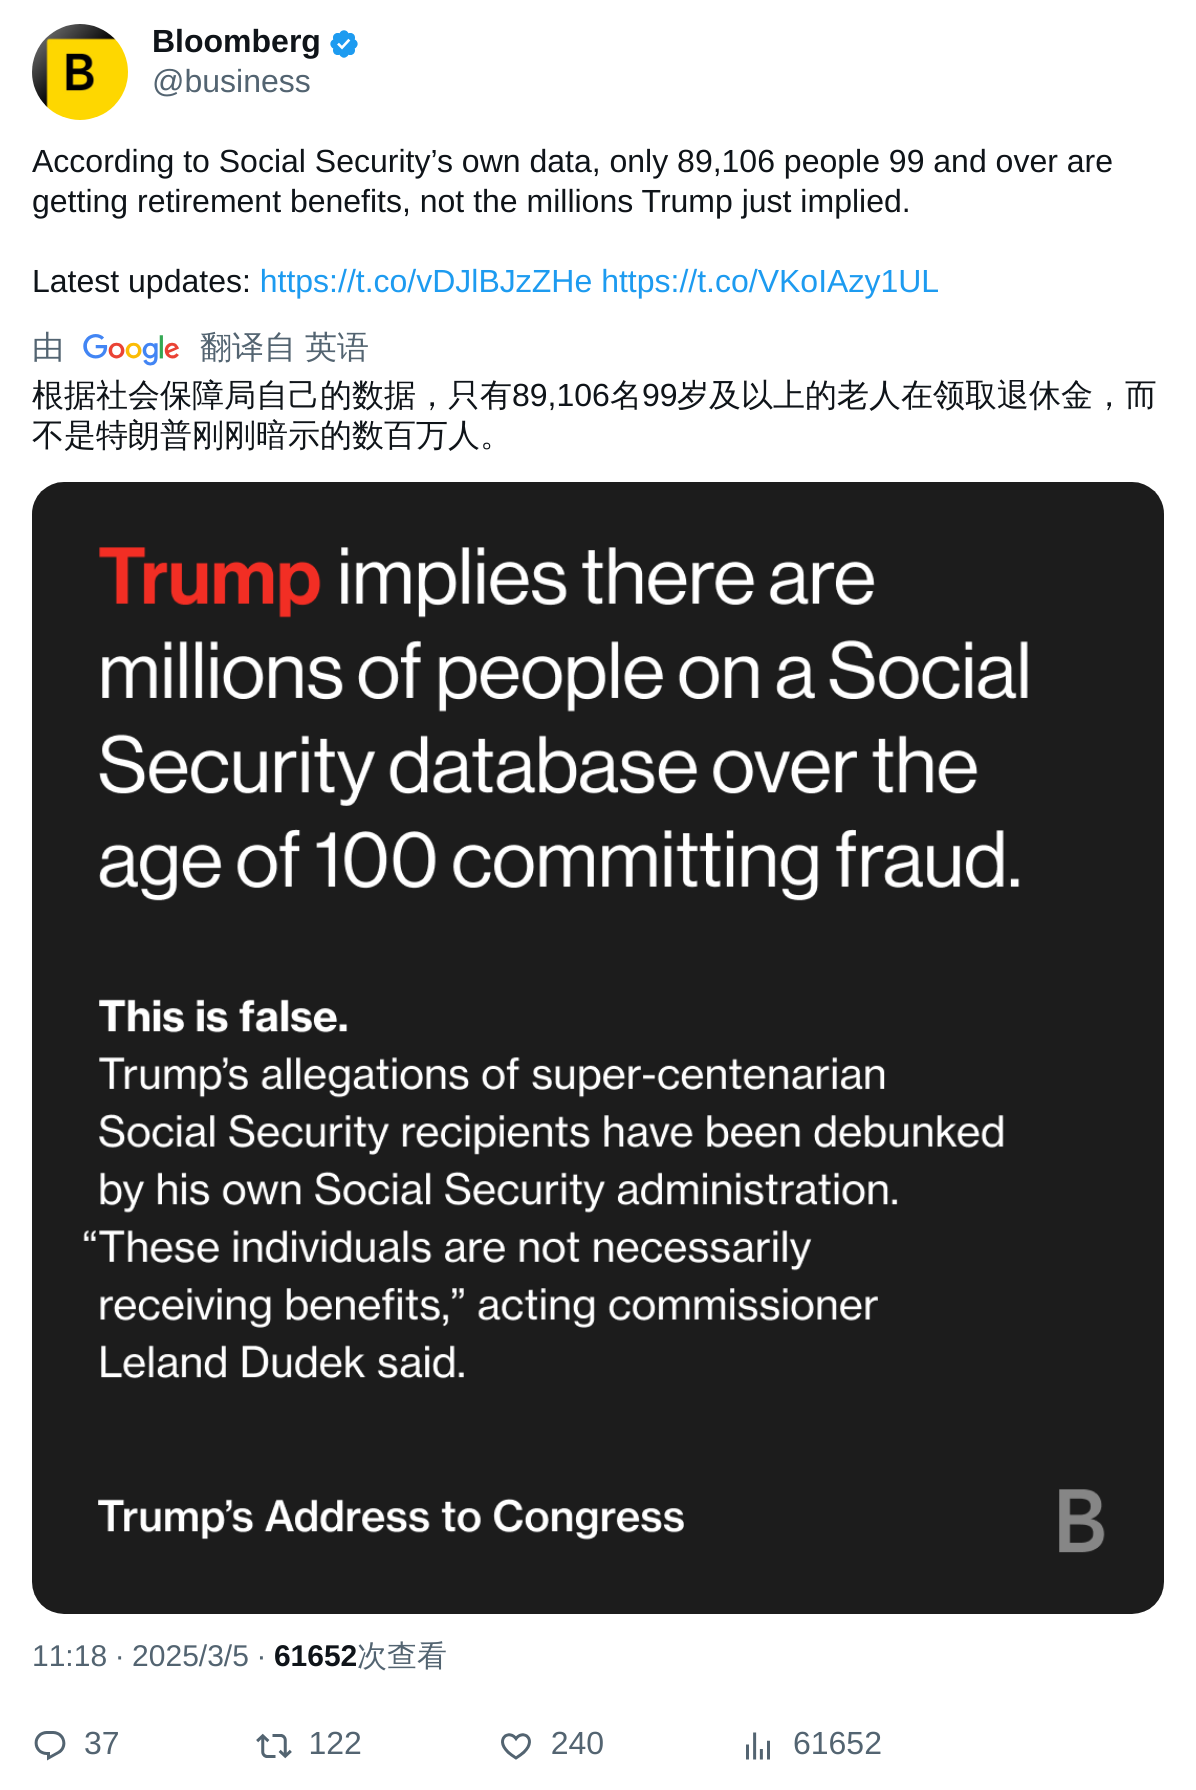 B
Bloomberg
@business
According to Social Security’s own data, only 89,106 people 99 and over are
getting retirement benefits, not the millions Trump just implied.
Latest updates: https://t.co/vDJlBJzZHe https://t.co/VKoIAzy1UL
由 Google 翻译自 英语
根据社会保障局自己的数据，只有89,106名99岁及以上的老人在领取退休金，而
不是特朗普刚刚暗示的数百万人。
Trump implies there are
millions of people on a Social
Security database over the
age of 100 committing fraud.
This is false.
Trump’s allegations of super-centenarian
Social Security recipients have been debunked
by his own Social Security administration.
“These individuals are not necessarily
receiving benefits,” acting commissioner
Leland Dudek said.
Trump’s Address to Congress
B
11:18 · 2025/3/5 · 61652次查看
37 122 240 61652